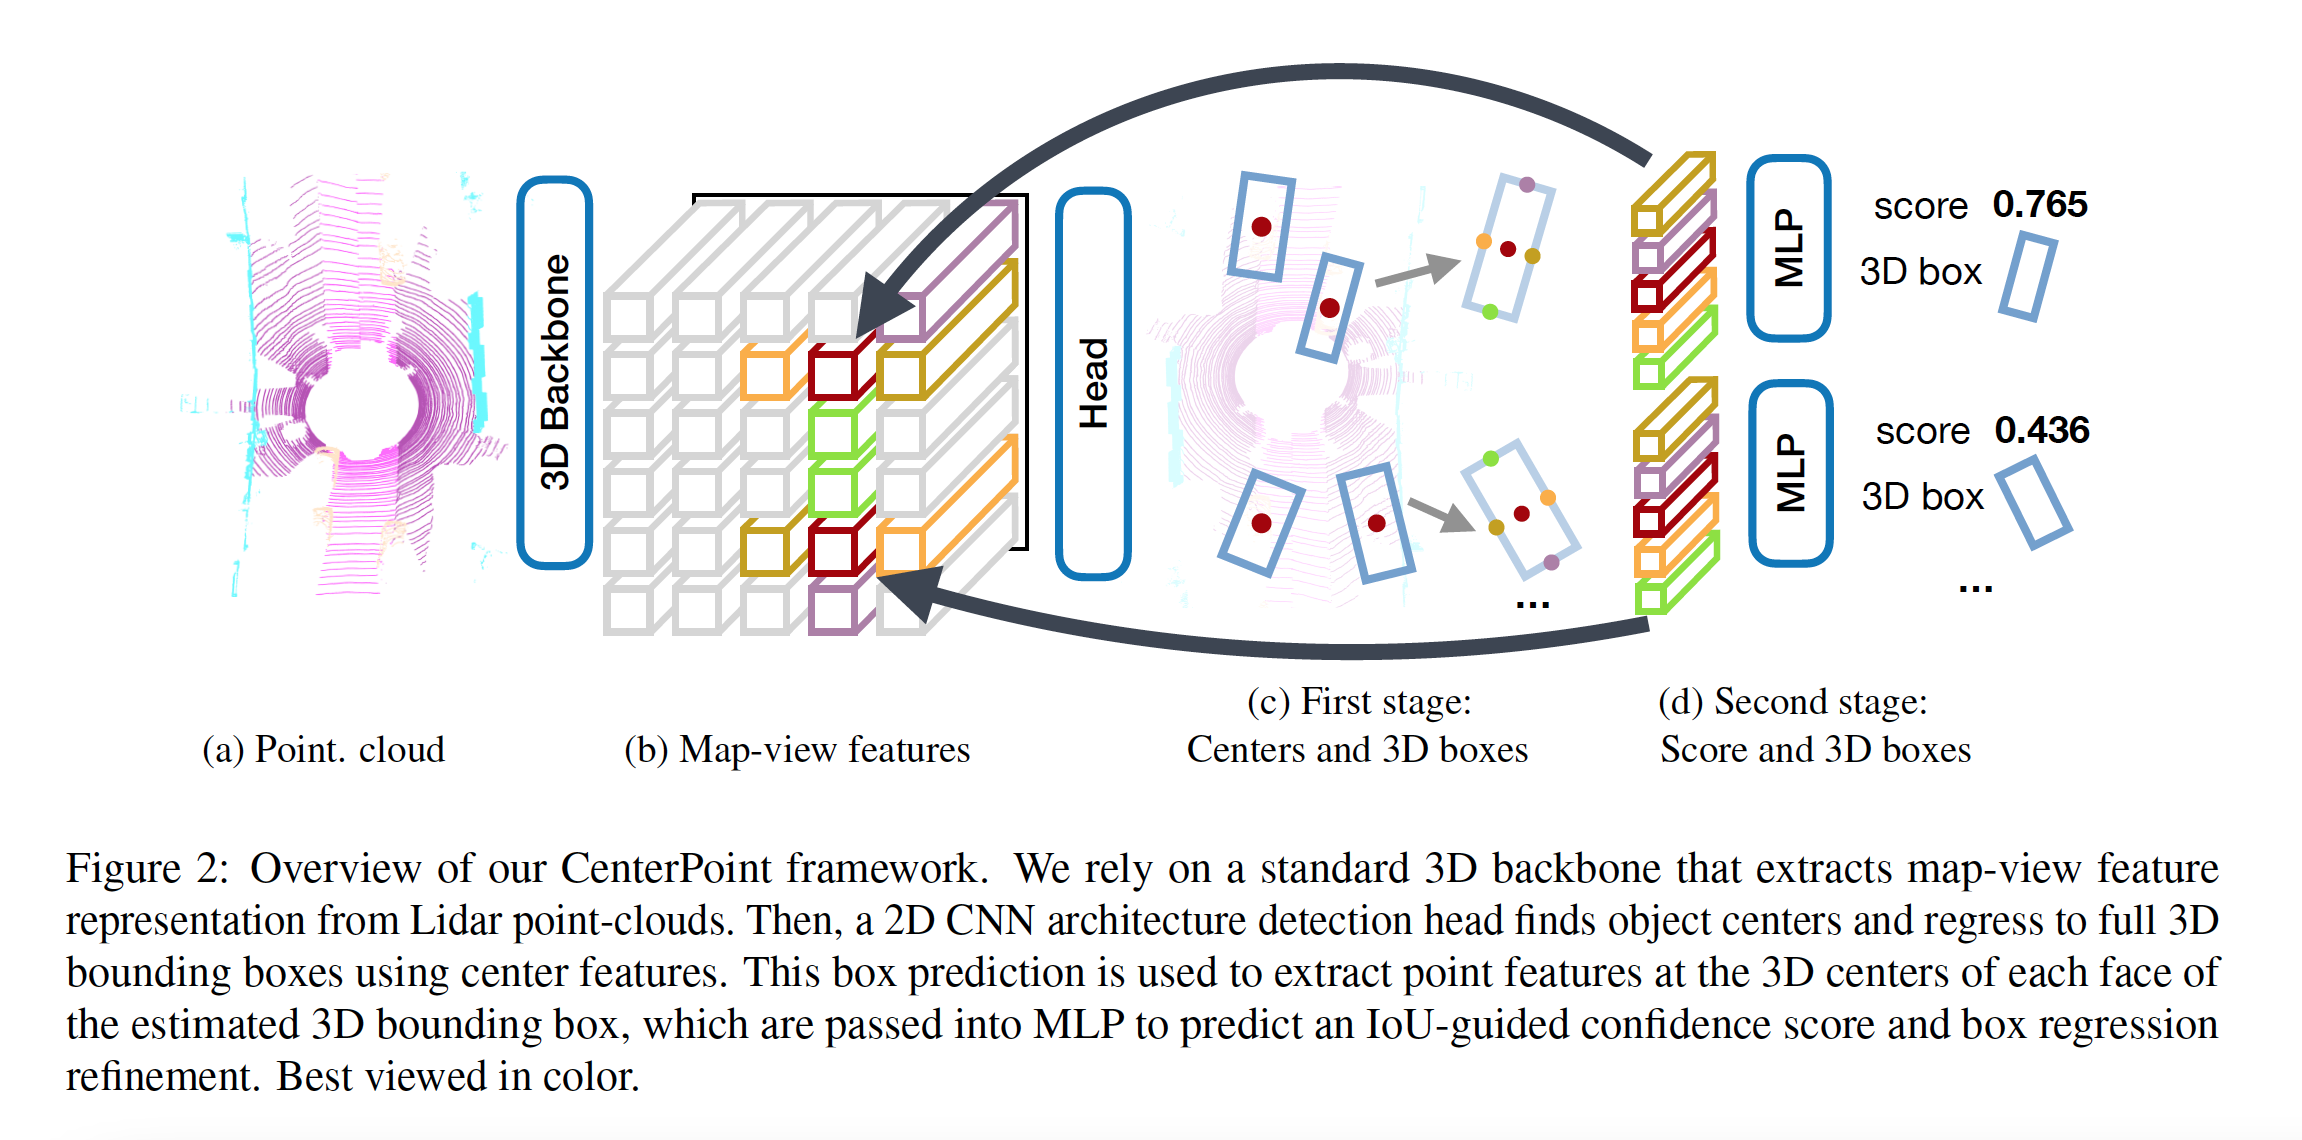 3D Backbone
Head
MLP
score 0.765
3D box
MLP
score 0.436
3D box
...
...
(a) Point. cloud
(b) Map-view features
(c) First stage:
Centers and 3D boxes
(d) Second stage:
Score and 3D boxes
Figure 2: Overview of our CenterPoint framework. We rely on a standard 3D backbone that extracts map-view feature
representation from Lidar point-clouds. Then, a 2D CNN architecture detection head finds object centers and regress to full 3D
bounding boxes using center features. This box prediction is used to extract point features at the 3D centers of each face of
the estimated 3D bounding box, which are passed into MLP to predict an IoU-guided confidence score and box regression
refinement. Best viewed in color.